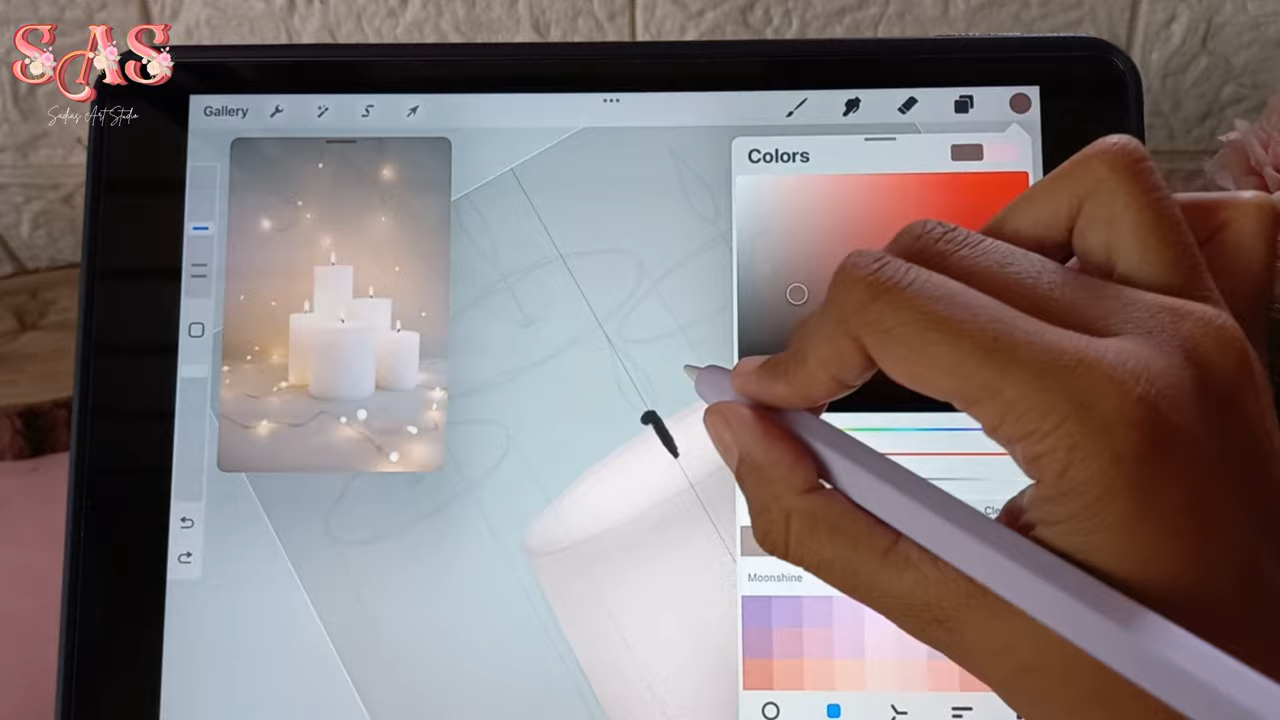 SAS
Sadias Art Studio
Gallery
Colors
Moonshine